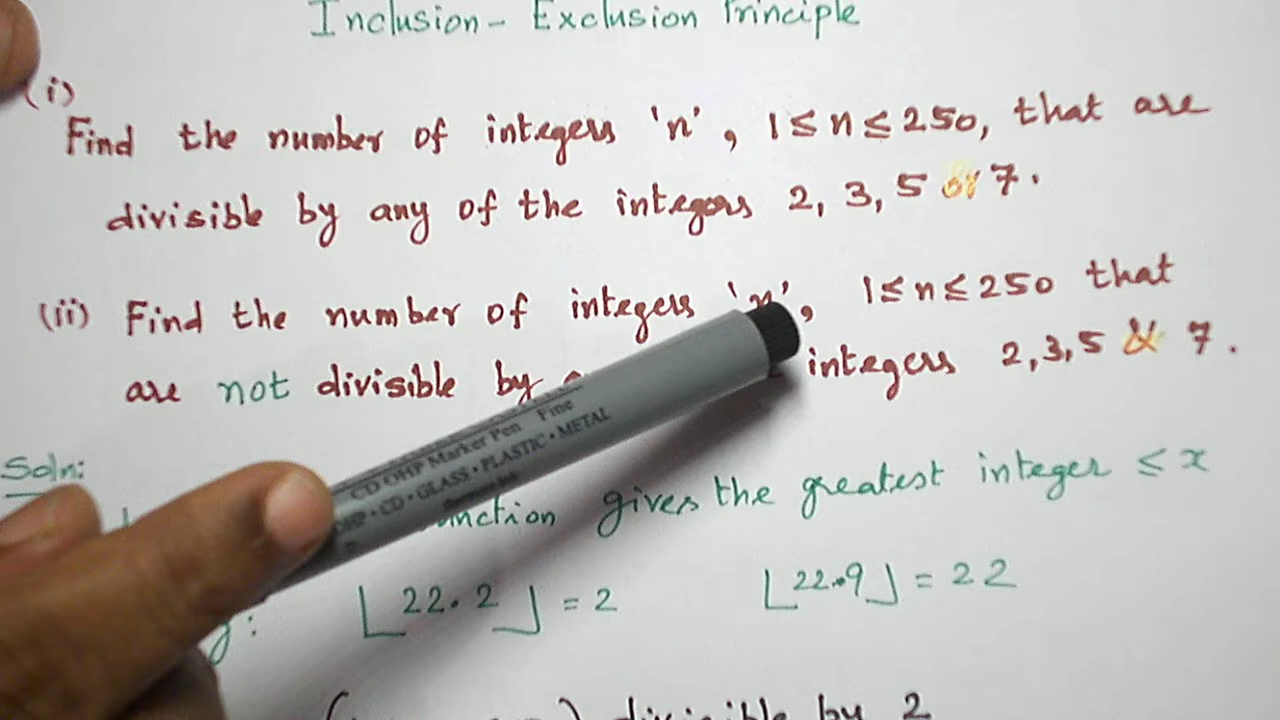 Inclusion - Exclusion Principle
(i)
Find the number of integers 'n', 1 ≤ n ≤ 250, that are
divisible by any of the integers 2, 3, 5 or 7.
(ii) Find the number of integers 'n', 1 ≤ n ≤ 250 that
are not divisible by integers 2, 3, 5 & 7.
Soln:
gives the greatest integer ≤ x
⌊22.2⌋ = 2 ⌊22.9⌋ = 22
divisible by 2
CD OHP Marker Pen Fine
OHP • CD • GLASS • PLASTIC • METAL